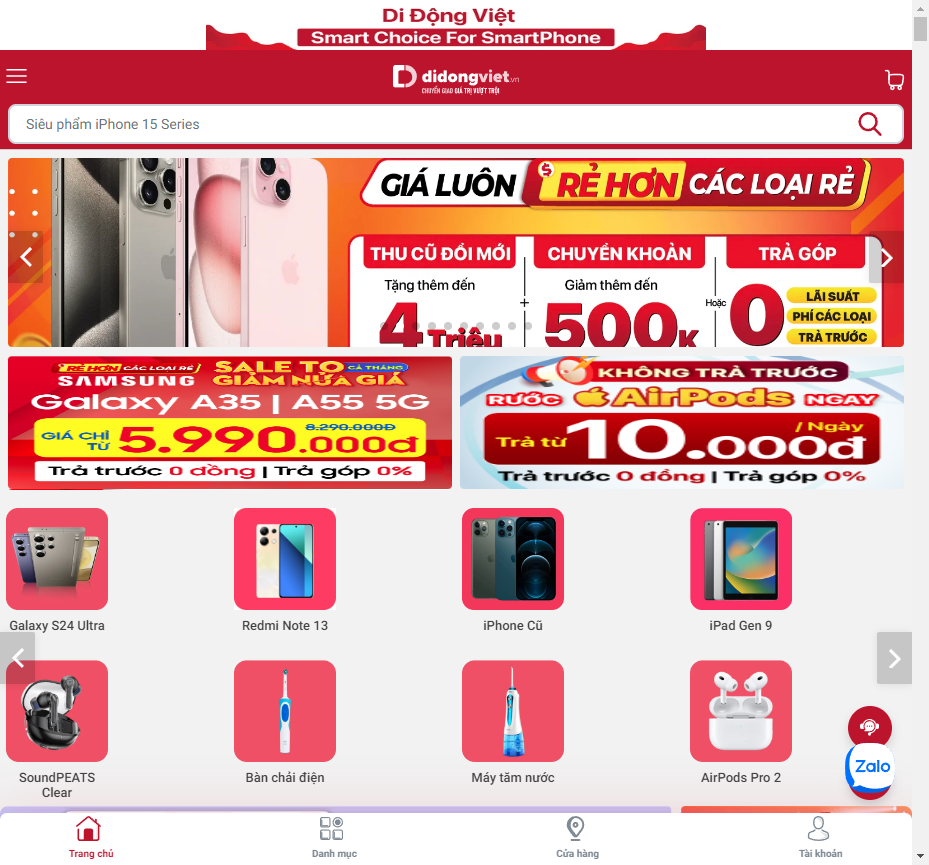 Di Động Việt
Smart Choice For SmartPhone
didongviet.vn
CHUYỂN GIAO GIÁ TRỊ VƯỢT TRỘI
Siêu phẩm iPhone 15 Series
GIÁ LUÔN RẺ HƠN CÁC LOẠI RẺ
THU CŨ ĐỔI MỚI
Tặng thêm đến
4 Triệu
+
CHUYỂN KHOẢN
Giảm thêm đến
500K
Hoặc
TRẢ GÓP
0
LÃI SUẤT
PHÍ CÁC LOẠI
TRẢ TRƯỚC
RẺ HƠN CÁC LOẠI RẺ
SAMSUNG
SALE TO CẢ THÁNG
GIẢM NỬA GIÁ
Galaxy A35 | A55 5G
GIÁ CHỈ TỪ
8.290.000Đ
5.990.000đ
Trả trước 0 đồng | Trả góp 0%
KHÔNG TRẢ TRƯỚC
RƯỚC AirPods NGAY
Trả từ 10.000đ / Ngày
Trả trước 0 đồng | Trả góp 0%
Galaxy S24 Ultra
Redmi Note 13
iPhone Cũ
iPad Gen 9
SoundPEATS
Clear
Bàn chải điện
Máy tăm nước
AirPods Pro 2
Zalo
Trang chủ
Danh mục
Cửa hàng
Tài khoản